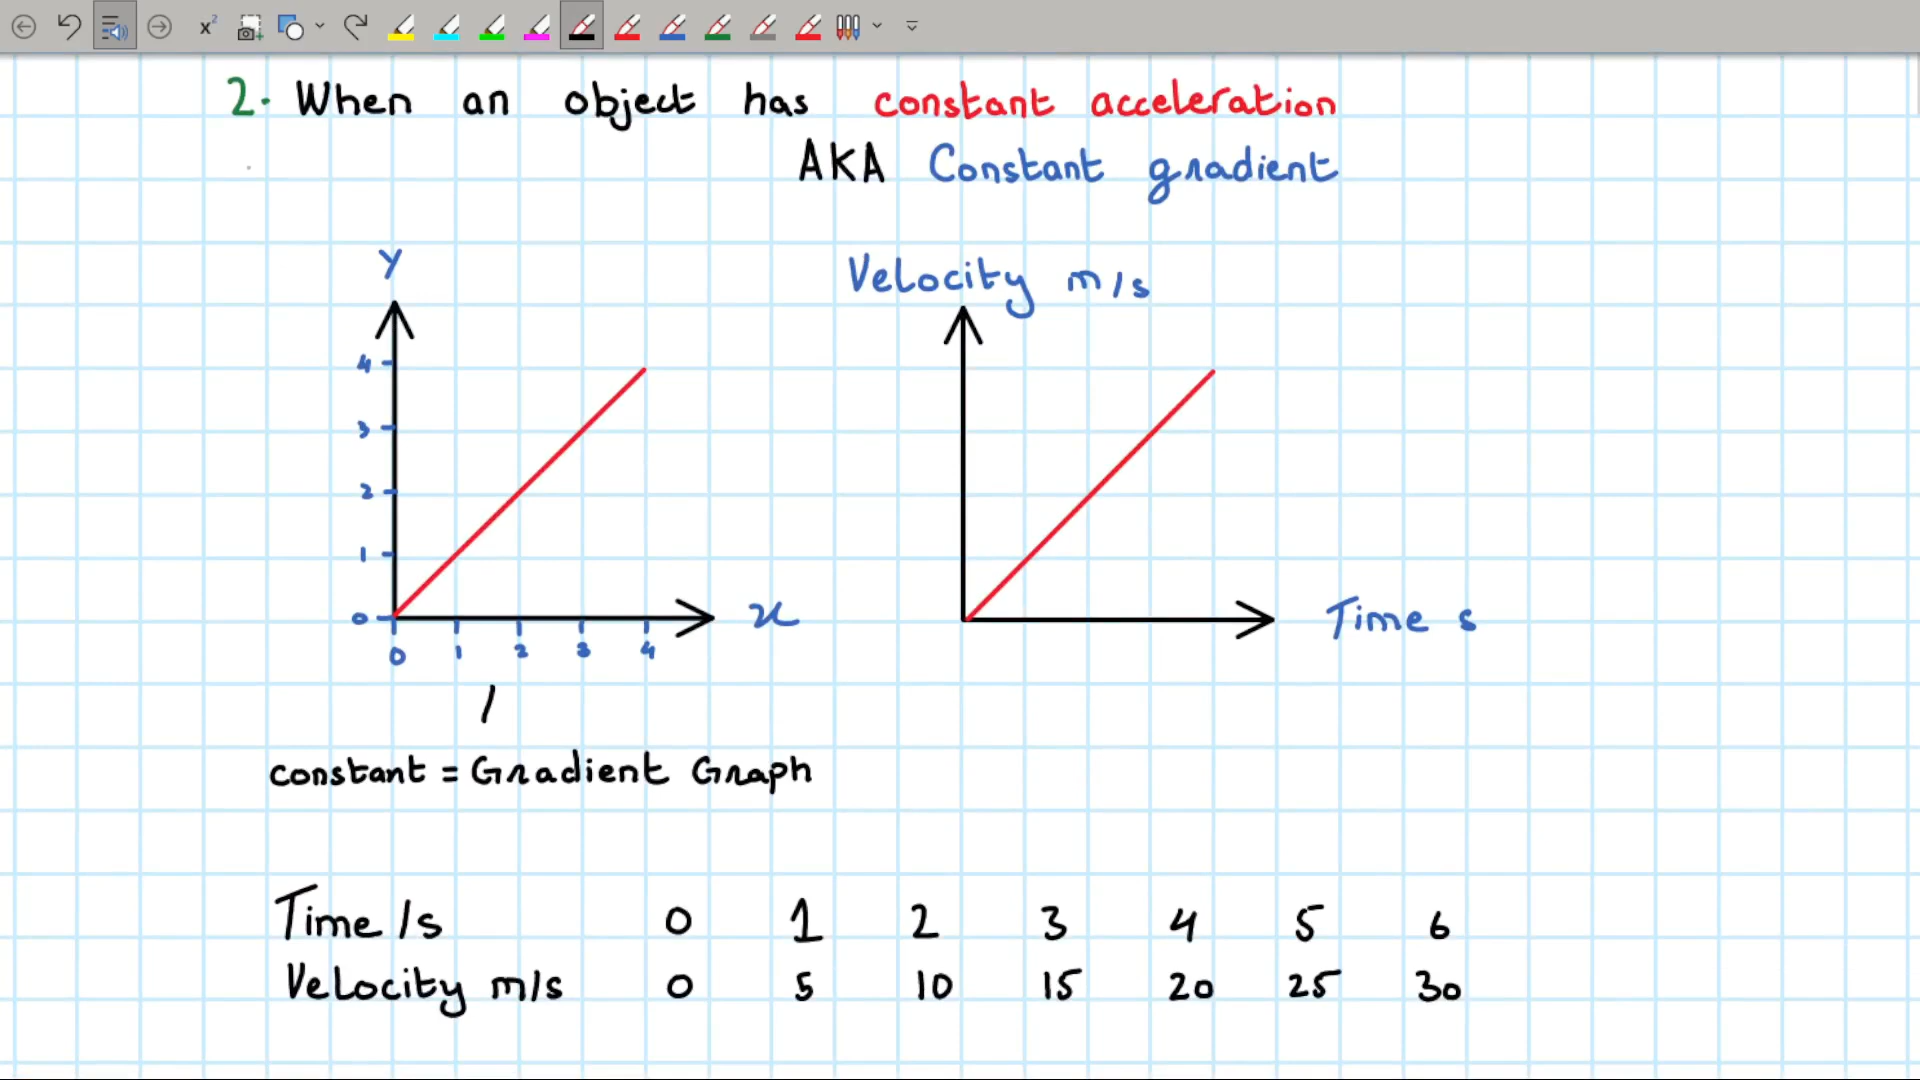 2. When an object has constant acceleration
AKA Constant gradient
Y
4
3
2
1
0
0 1 2 3 4
x
Velocity m/s
Time s
constant = Gradient Graph
Time /s 0 1 2 3 4 5 6
Velocity m/s 0 5 10 15 20 25 30